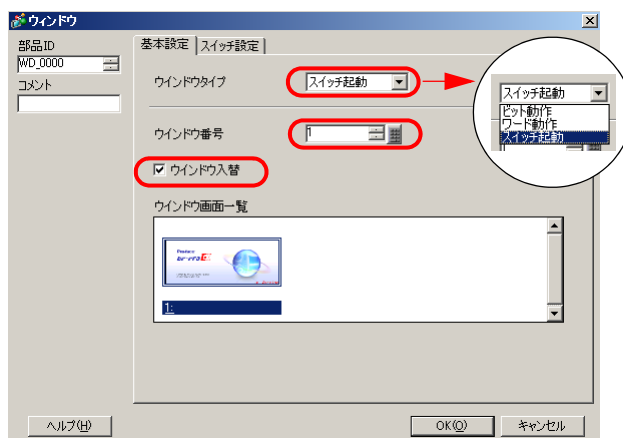 ウィンドウ
部品ID
WD_0000
コメント
基本設定
スイッチ設定
ウインドウタイプ
スイッチ起動
ウインドウ番号
1
ウインドウ入替
ウインドウ画面一覧
1:
スイッチ起動
ビット動作
ワード動作
スイッチ起動
ヘルプ(H)
OK(O)
キャンセル